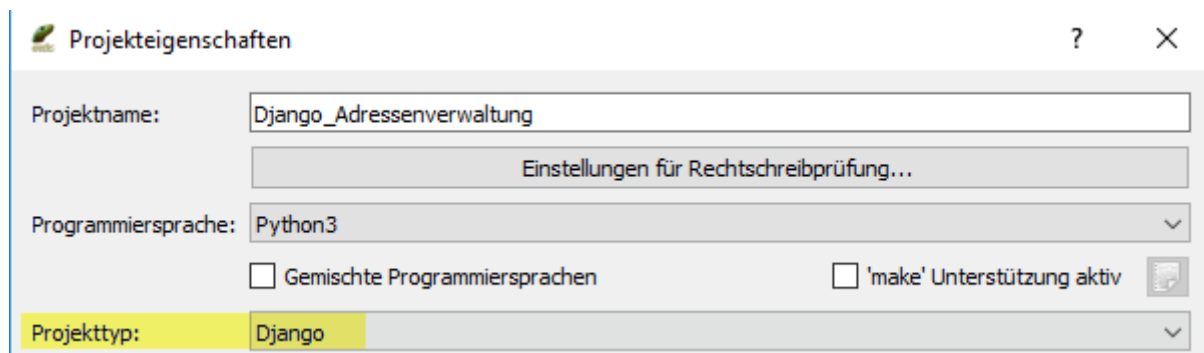 Projekteigenschaften ?
Projektname: Django_Adressenverwaltung
Einstellungen für Rechtschreibprüfung...
Programmiersprache: Python3
Gemischte Programmiersprachen 'make' Unterstützung aktiv
Projekttyp: Django